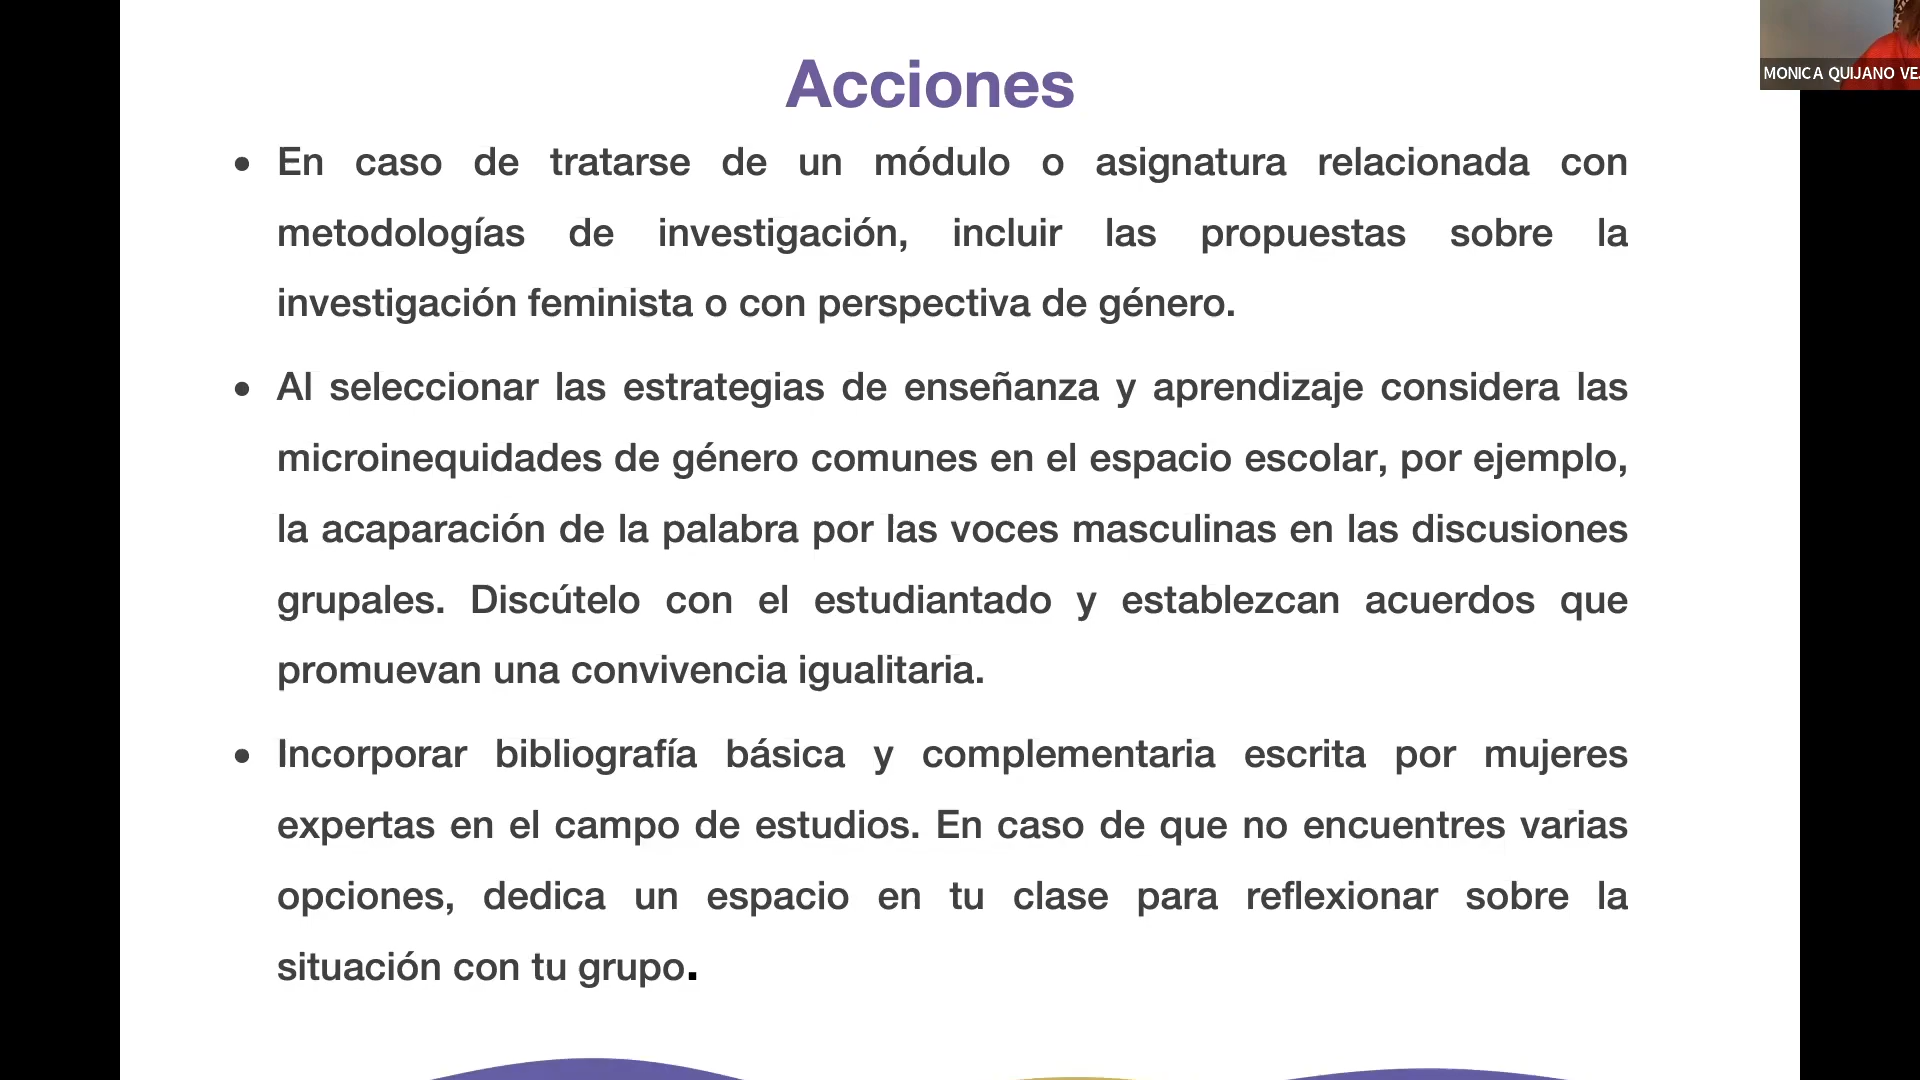 Acciones
MONICA QUIJANO VE
• En caso de tratarse de un módulo o asignatura relacionada con
metodologías de investigación, incluir las propuestas sobre la
investigación feminista o con perspectiva de género.
• Al seleccionar las estrategias de enseñanza y aprendizaje considera las
microinequidades de género comunes en el espacio escolar, por ejemplo,
la acaparación de la palabra por las voces masculinas en las discusiones
grupales. Discútelo con el estudiantado y establezcan acuerdos que
promuevan una convivencia igualitaria.
• Incorporar bibliografía básica y complementaria escrita por mujeres
expertas en el campo de estudios. En caso de que no encuentres varias
opciones, dedica un espacio en tu clase para reflexionar sobre la
situación con tu grupo.